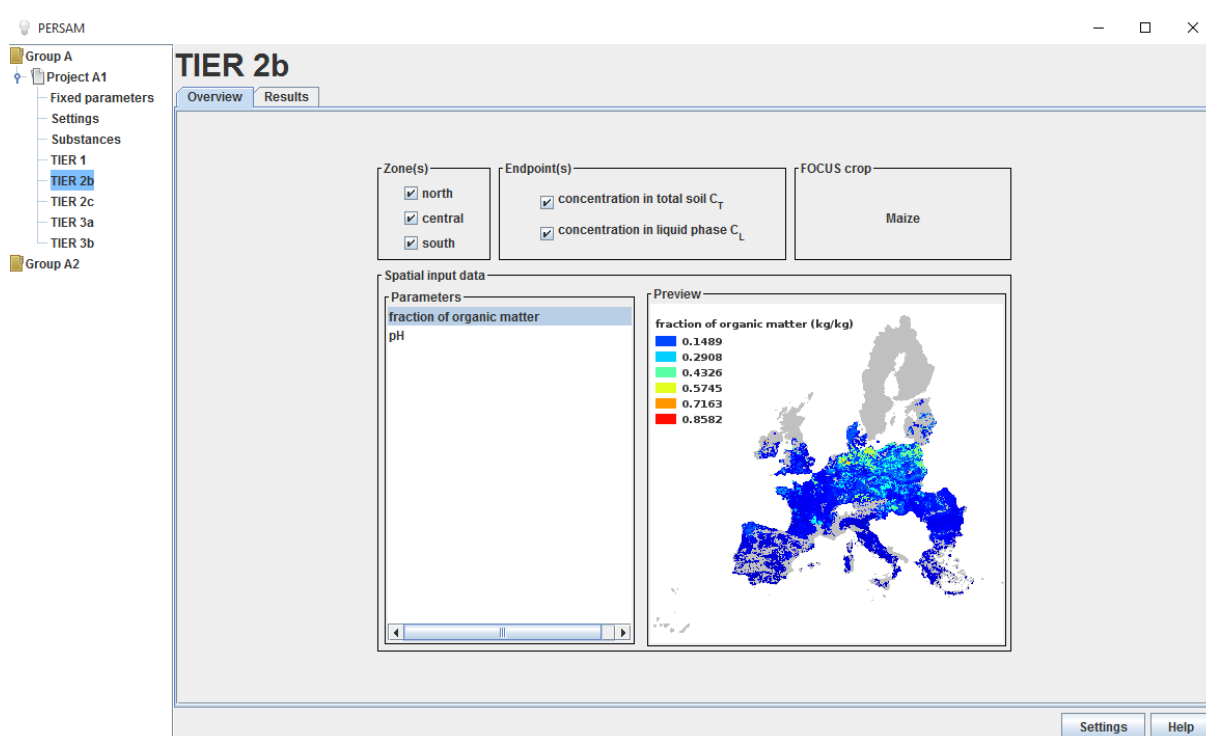 PERSAM
Group A
Project A1
Fixed parameters
Settings
Substances
TIER 1
TIER 2b
TIER 2c
TIER 3a
TIER 3b
Group A2
TIER 2b
Overview
Results
Zone(s)
north
central
south
Endpoint(s)
concentration in total soil C_T
concentration in liquid phase C_L
FOCUS crop
Maize
Spatial input data
Parameters
fraction of organic matter
pH
Preview
fraction of organic matter (kg/kg)
0.1489
0.2908
0.4326
0.5745
0.7163
0.8582
Settings
Help